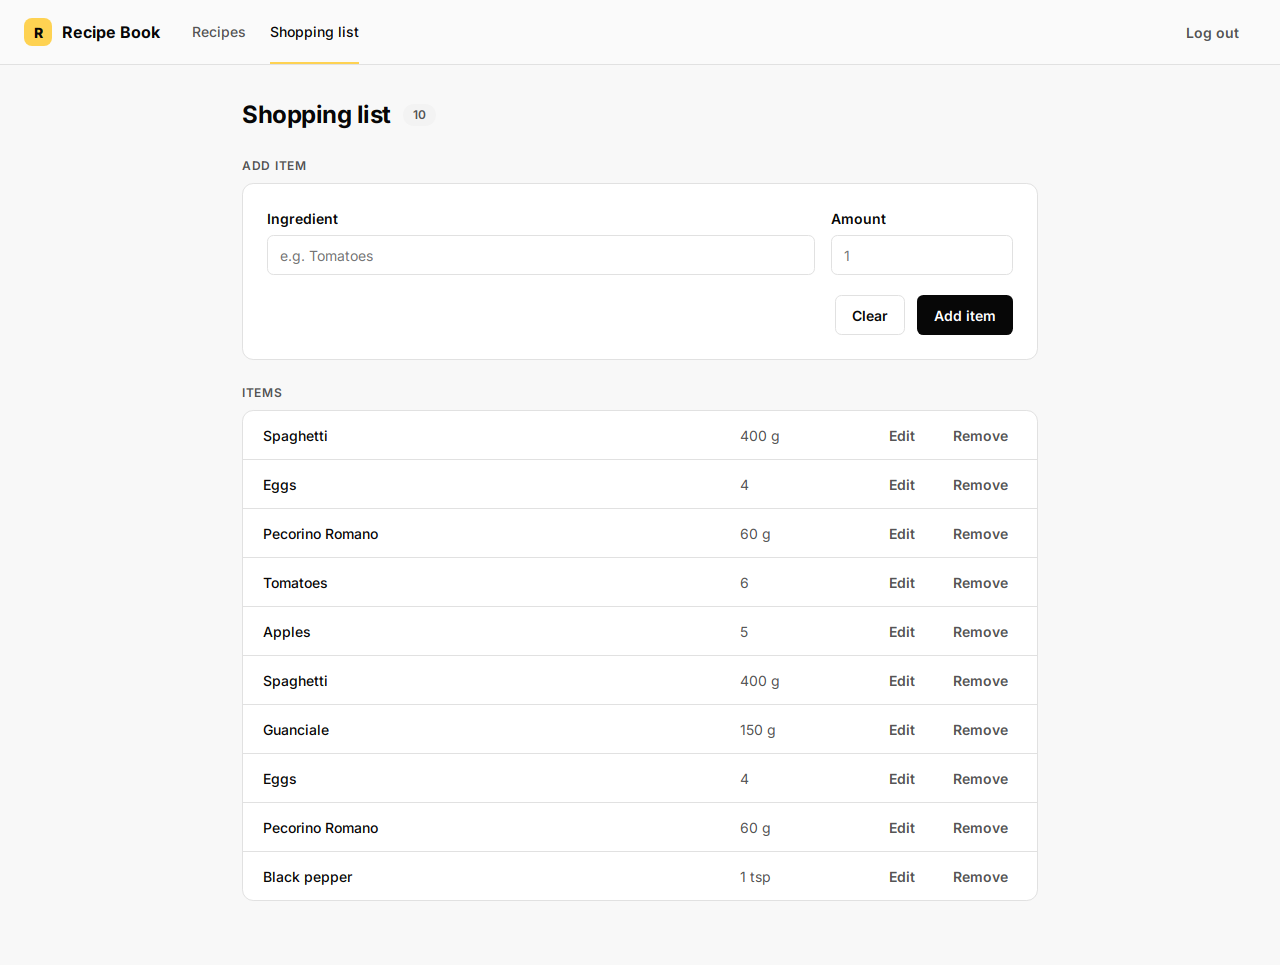 R Recipe Book Recipes Shopping list Log out
Shopping list 10
ADD ITEM
Ingredient Amount
e.g. Tomatoes 1
Clear Add item
ITEMS
Spaghetti 400 g Edit Remove
Eggs 4 Edit Remove
Pecorino Romano 60 g Edit Remove
Tomatoes 6 Edit Remove
Apples 5 Edit Remove
Spaghetti 400 g Edit Remove
Guanciale 150 g Edit Remove
Eggs 4 Edit Remove
Pecorino Romano 60 g Edit Remove
Black pepper 1 tsp Edit Remove